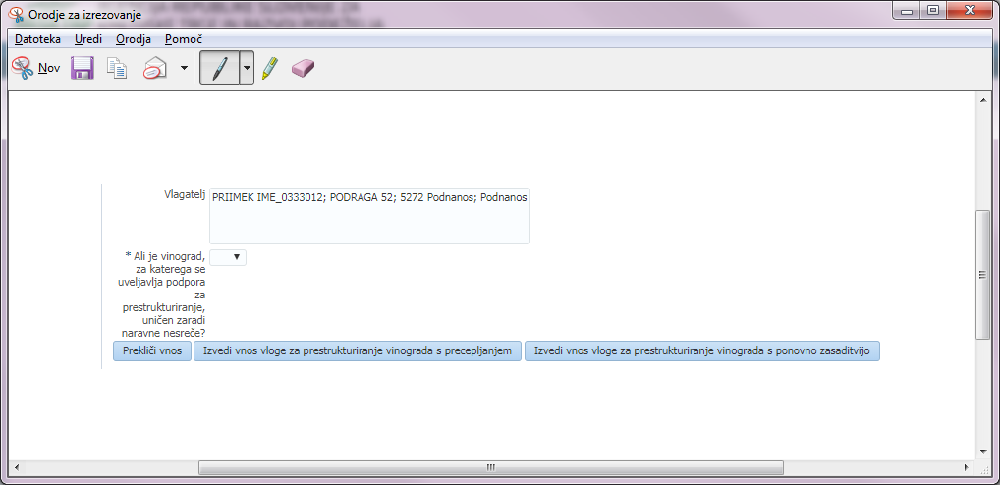 Orodje za izrezovanje
Datoteka Uredi Orodja Pomoč
Nov
Vlagatelj
PRIIMEK IME_0333012; PODRAGA 52; 5272 Podnanos; Podnanos
* Ali je vinograd,
za katerega se
uveljavlja podpora
za
prestrukturiranje,
uničen zaradi
naravne nesreče?
Prekliči vnos Izvedi vnos vloge za prestrukturiranje vinograda s precepljanjem Izvedi vnos vloge za prestrukturiranje vinograda s ponovno zasaditvijo